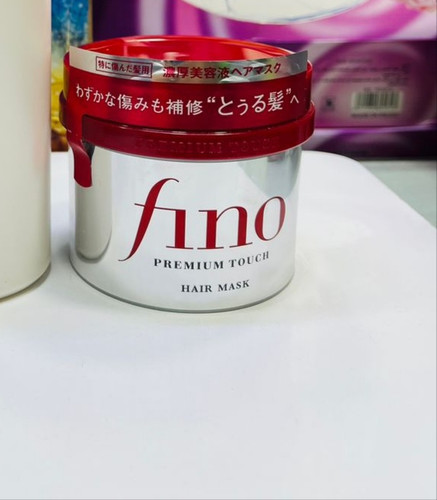 特に傷んだ髪用 濃厚美容液ヘアマスク
わずかな傷みも補修“とぅる髪”へ
fino
PREMIUM TOUCH
HAIR MASK